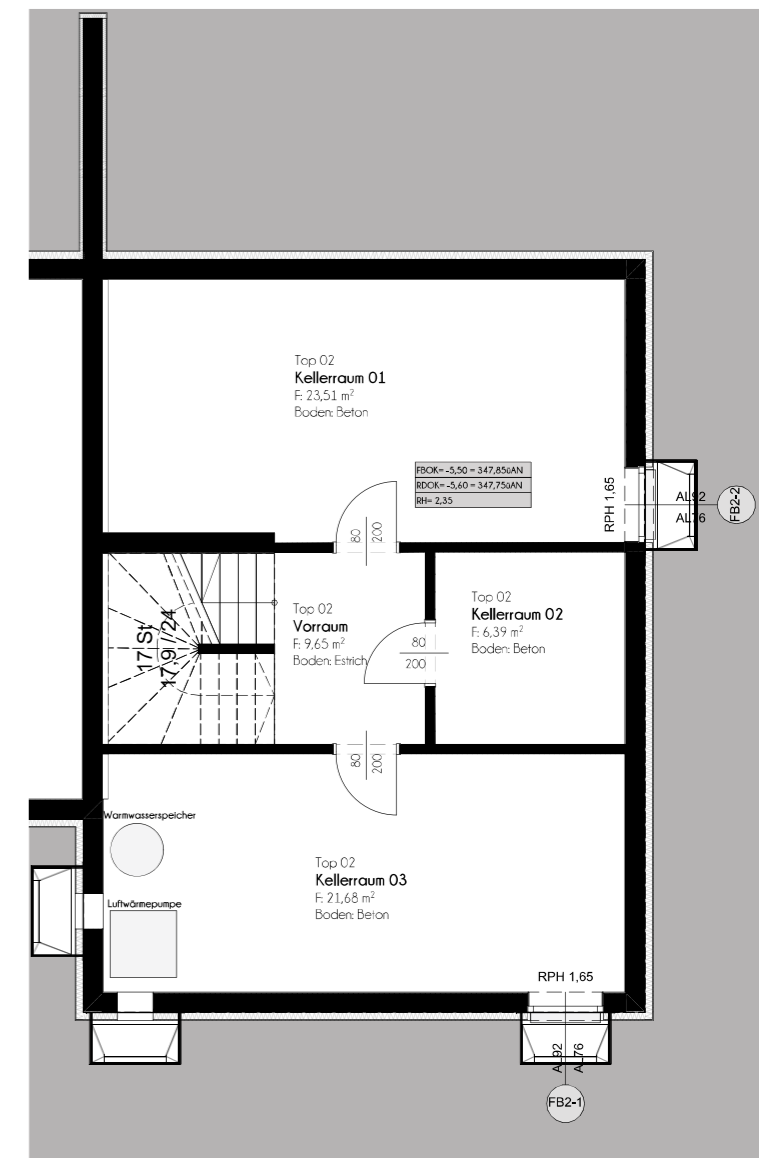 Top 02
Kellerraum 01
F: 23,51 m²
Boden: Beton
FBOK= -5,50 = 347,85üAN
RDOK= -5,60 = 347,75üAN
RH= 2,35
RPH 1,65
AL92
AL76
FB2-2
80
200
Top 02
Vorraum
F: 9,65 m²
Boden: Estrich
17 St
17,9 / 24
80
200
Top 02
Kellerraum 02
F: 6,39 m²
Boden: Beton
80
200
Warmwasserspeicher
Luftwärmepumpe
Top 02
Kellerraum 03
F: 21,68 m²
Boden: Beton
RPH 1,65
AL92
AL76
FB2-1